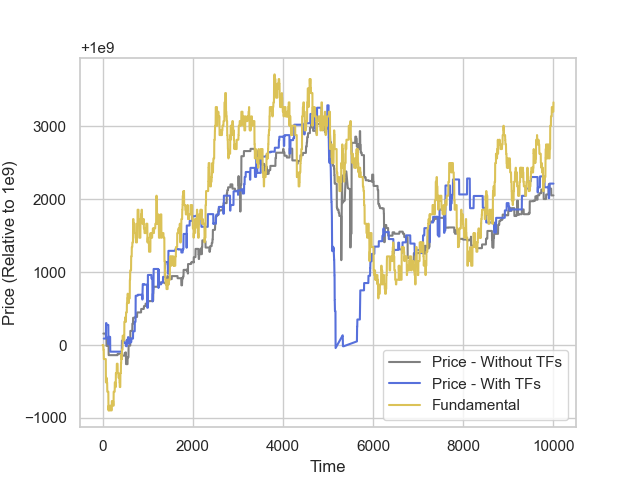 +1e9
3000
2000
1000
0
−1000
Price (Relative to 1e9)
0
2000
4000
6000
8000
10000
Time
Price - Without TFs
Price - With TFs
Fundamental